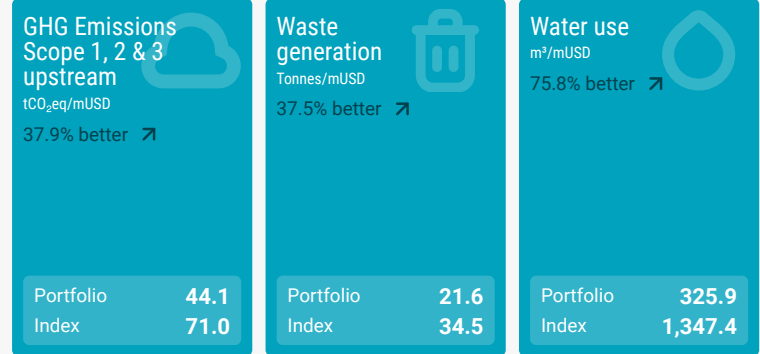 GHG Emissions
Scope 1, 2 & 3
upstream
tCO₂eq/mUSD
37.9% better
Portfolio 44.1
Index 71.0
Waste
generation
Tonnes/mUSD
37.5% better
Portfolio 21.6
Index 34.5
Water use
m³/mUSD
75.8% better
Portfolio 325.9
Index 1,347.4